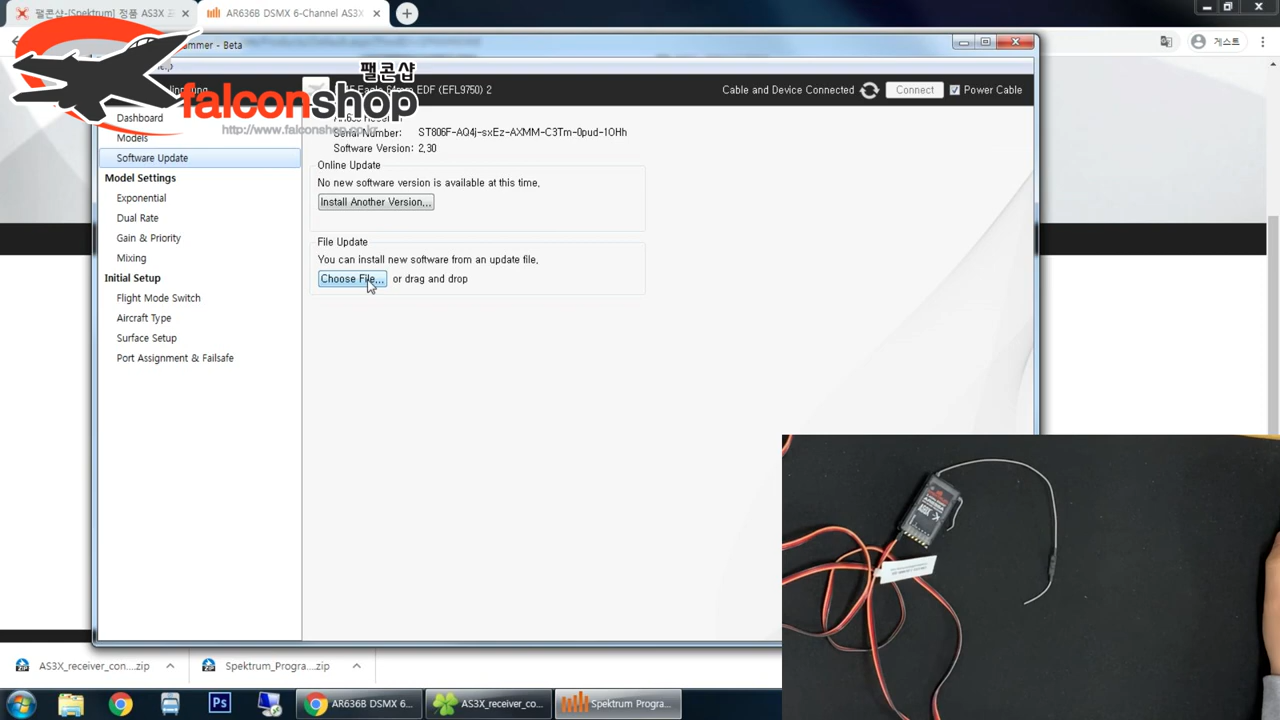 팰콘샵-[Spektrum] 정품 AS3X
AR636B DSMX 6-Channel AS3X
ammer - Beta
게스트
팰콘샵
falconshop
http://www.falconshop.co.kr
Eagle 64mm EDF (EFL9750) 2
Cable and Device Connected
Connect
Power Cable
Dashboard
Models
Software Update
Model Settings
Exponential
Dual Rate
Gain & Priority
Mixing
Initial Setup
Flight Mode Switch
Aircraft Type
Surface Setup
Port Assignment & Failsafe
Serial Number: ST806F-AQ4j-sxEz-AXMM-C3Tm-0pud-1OHh
Software Version: 2.30
Online Update
No new software version is available at this time.
Install Another Version...
File Update
You can install new software from an update file.
Choose File... or drag and drop
AS3X_receiver_con....zip
Spektrum_Progra....zip
AR636B DSMX 6...
AS3X_receiver_co...
Spektrum Progra...